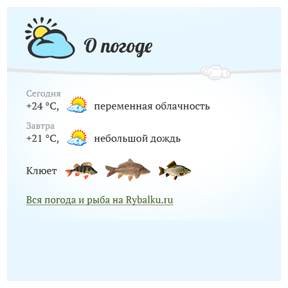 О погоде
Сегодня
+24 °C, переменная облачность
Завтра
+21 °C, небольшой дождь
Клюет
Вся погода и рыба на Rybalku.ru